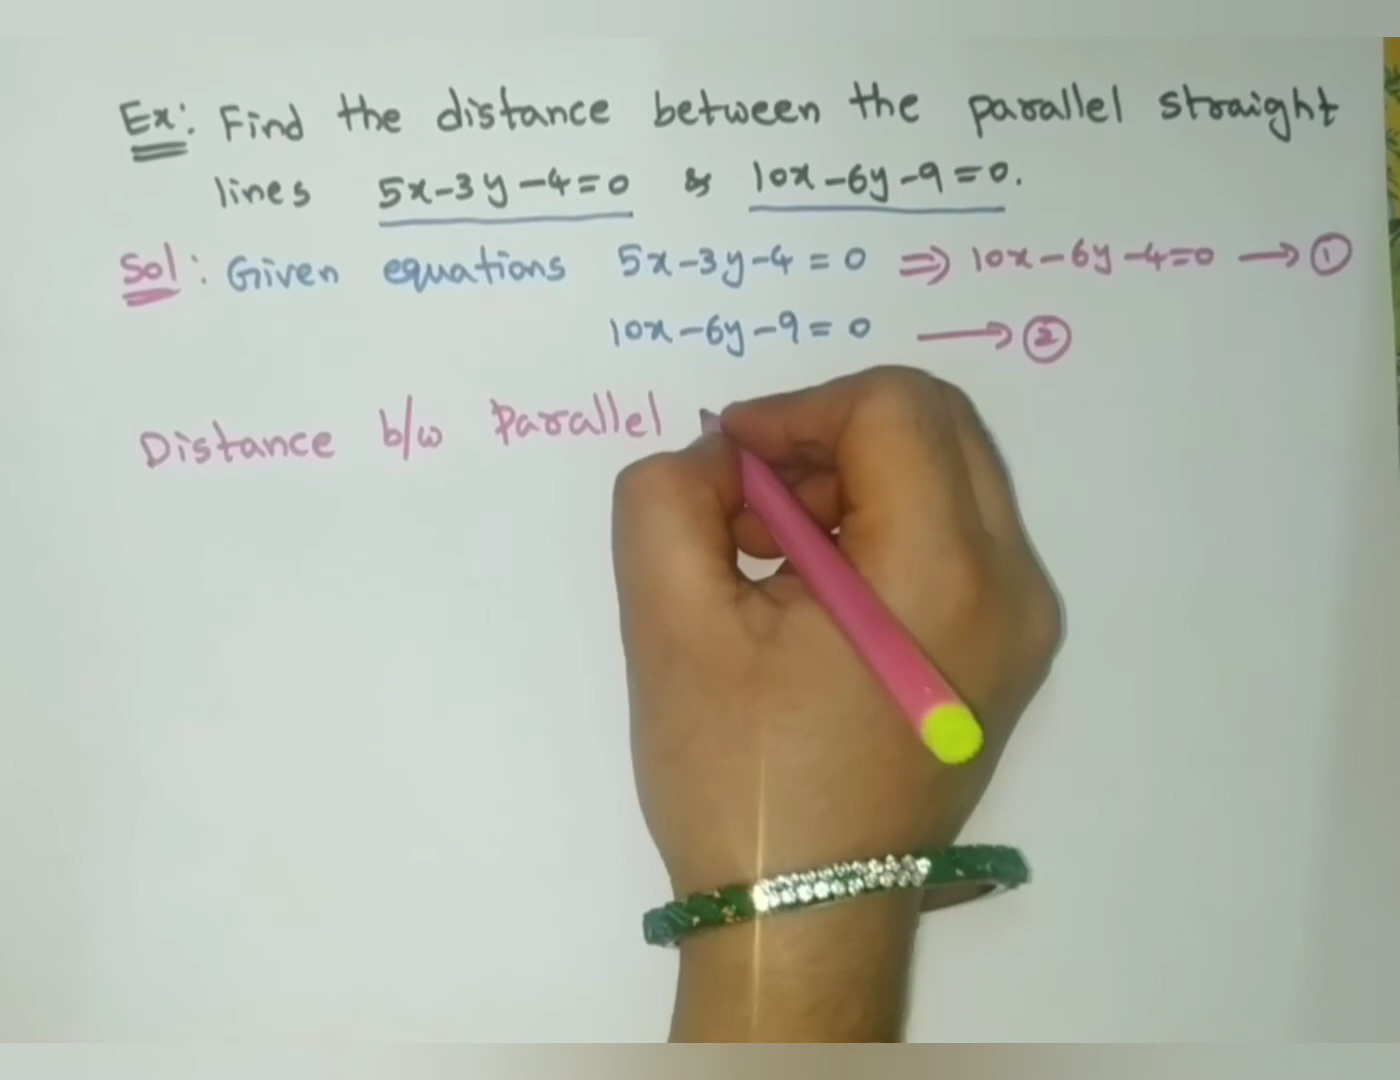 Ex: Find the distance between the parallel straight
lines 5x-3y-4=0 & 10x-6y-9=0.
Sol: Given equations 5x-3y-4=0 ⇒ 10x-6y-4=0 → ①
10x-6y-9=0 → ②
Distance b/w Parallel